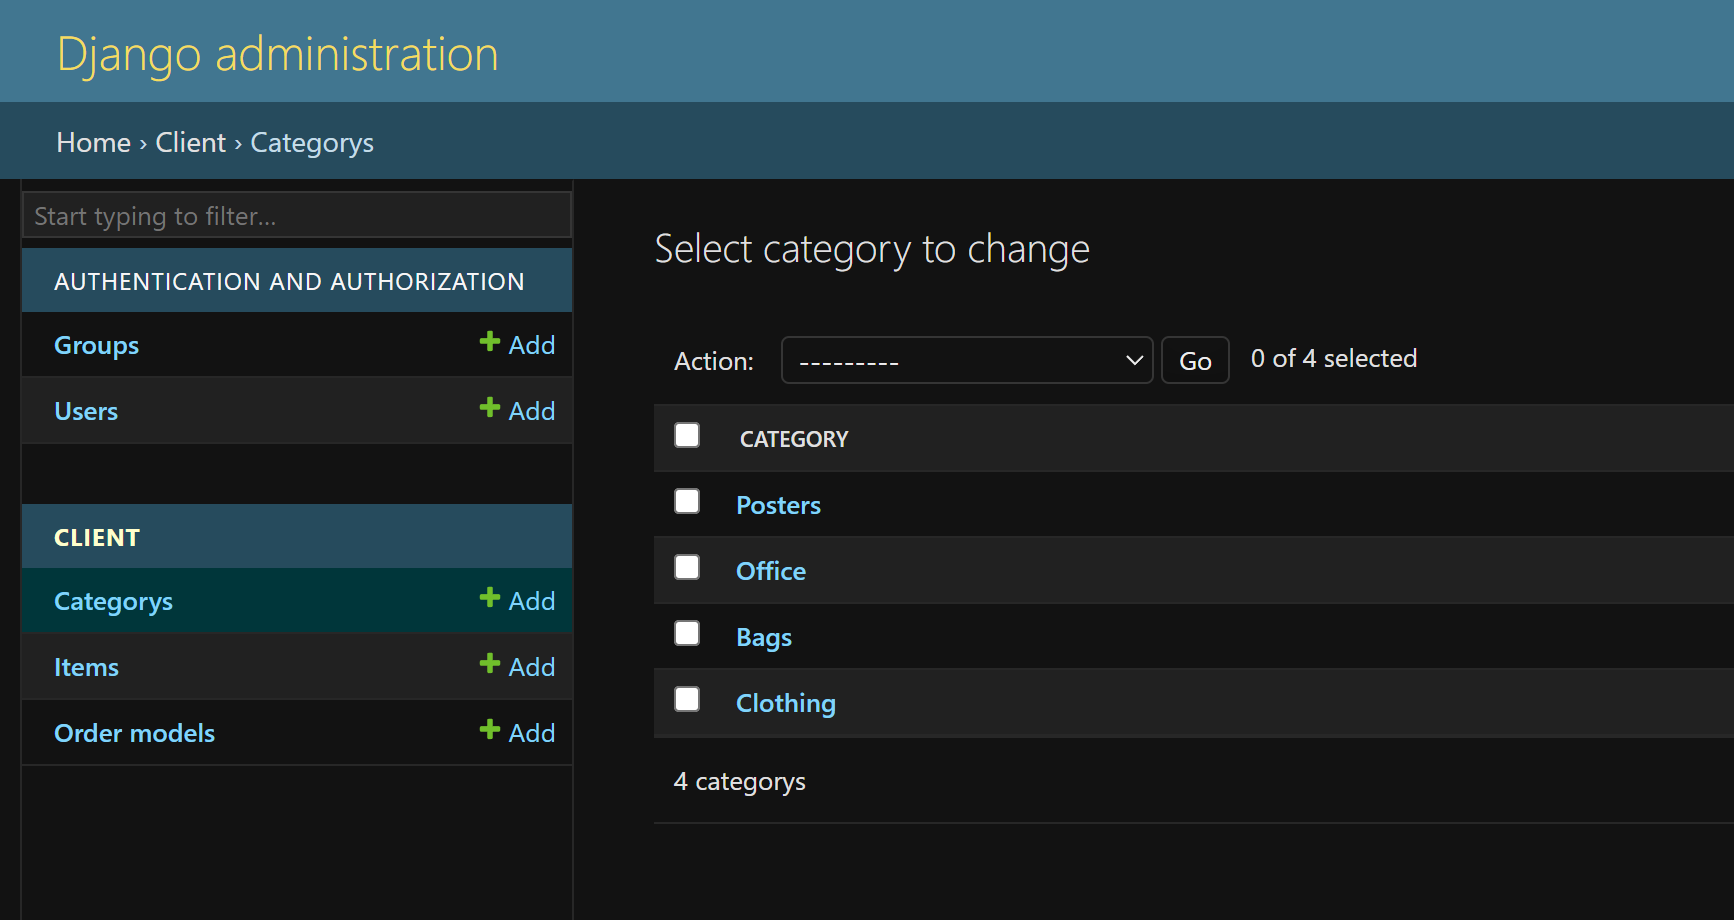 Django administration
Home › Client › Categorys
Start typing to filter...
AUTHENTICATION AND AUTHORIZATION
Groups + Add
Users + Add
CLIENT
Categorys + Add
Items + Add
Order models + Add
Select category to change
Action: --------- Go 0 of 4 selected
CATEGORY
Posters
Office
Bags
Clothing
4 categorys